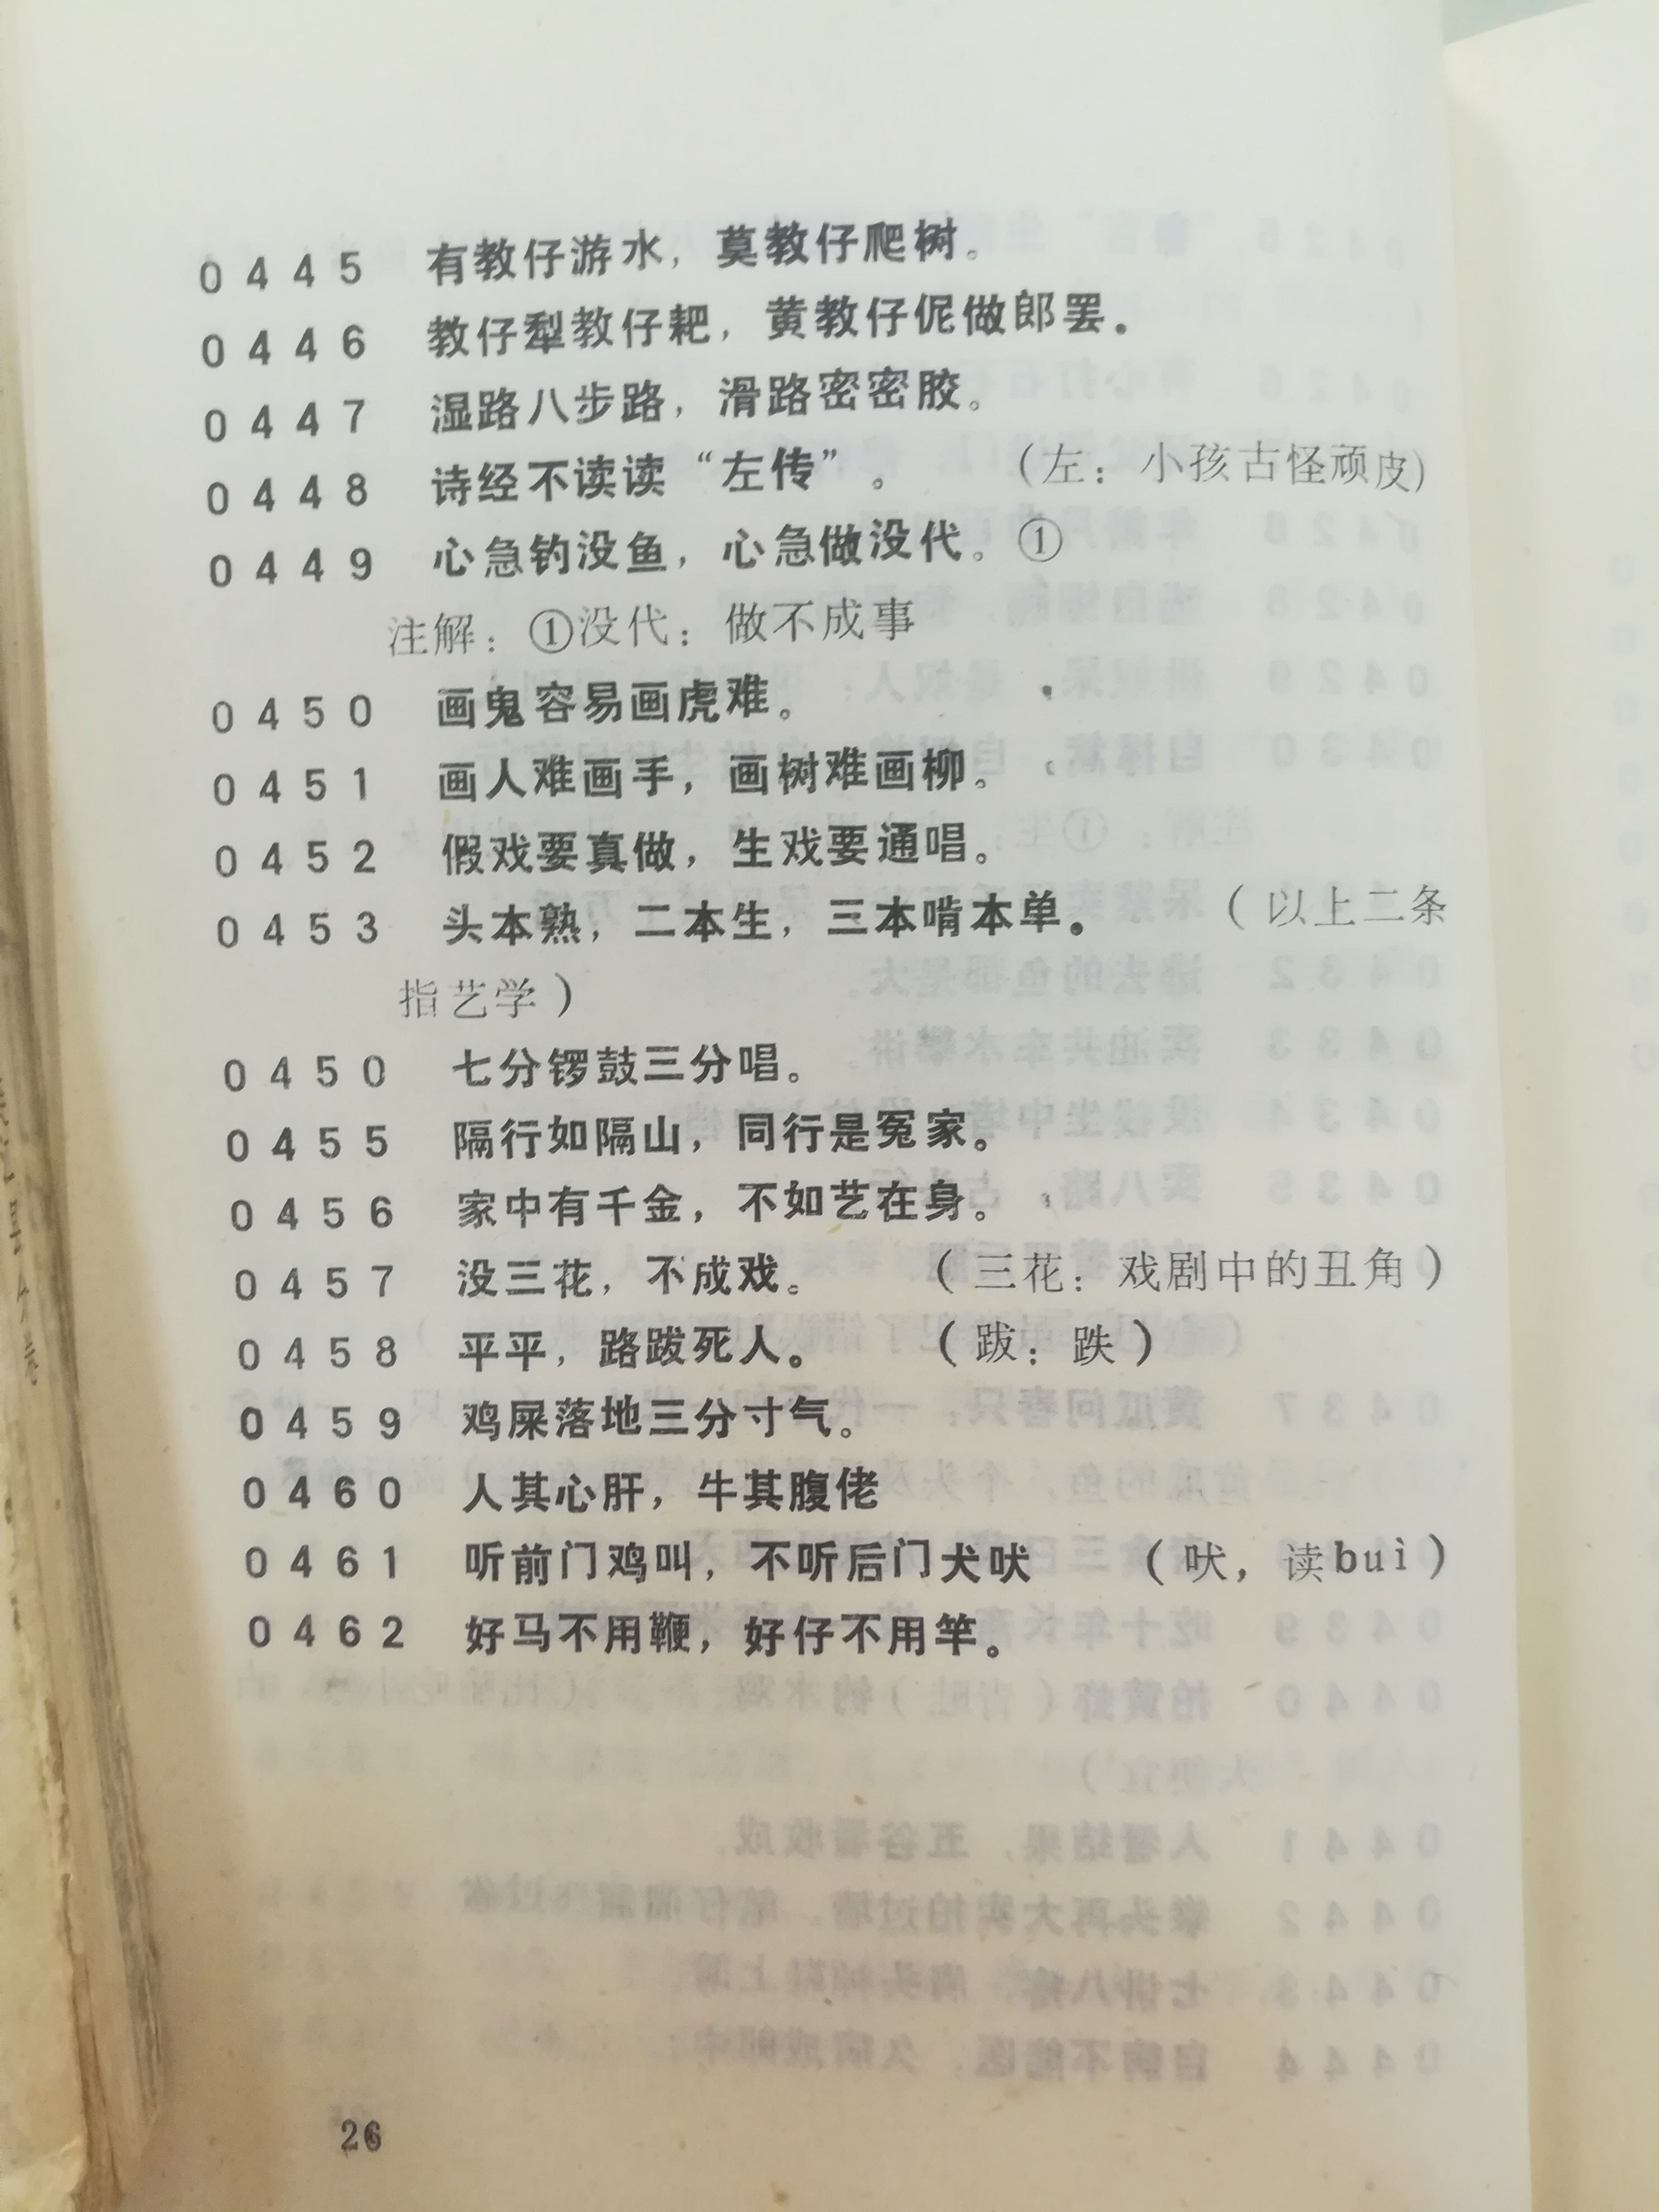 0445 有教仔游水，莫教仔爬树。
0446 教仔犁教仔耙，黄教仔伲做郎罢。
0447 湿路八步路，滑路密密胶。
0448 诗经不读读“左传”。 (左：小孩古怪顽皮)
0449 心急钓没鱼，心急做没代。①
注解：①没代：做不成事
0450 画鬼容易画虎难。
0451 画人难画手，画树难画柳。
0452 假戏要真做，生戏要通唱。
0453 头本熟，二本生，三本啃本单。 (以上二条
指艺学)
0450 七分锣鼓三分唱。
0455 隔行如隔山，同行是冤家。
0456 家中有千金，不如艺在身。
0457 没三花，不成戏。 (三花：戏剧中的丑角)
0458 平平，路跋死人。 (跋：跌)
0459 鸡屎落地三分寸气。
0460 人其心肝，牛其腹佬
0461 听前门鸡叫，不听后门犬吠 (吠，读buì)
0462 好马不用鞭，好仔不用竿。
26